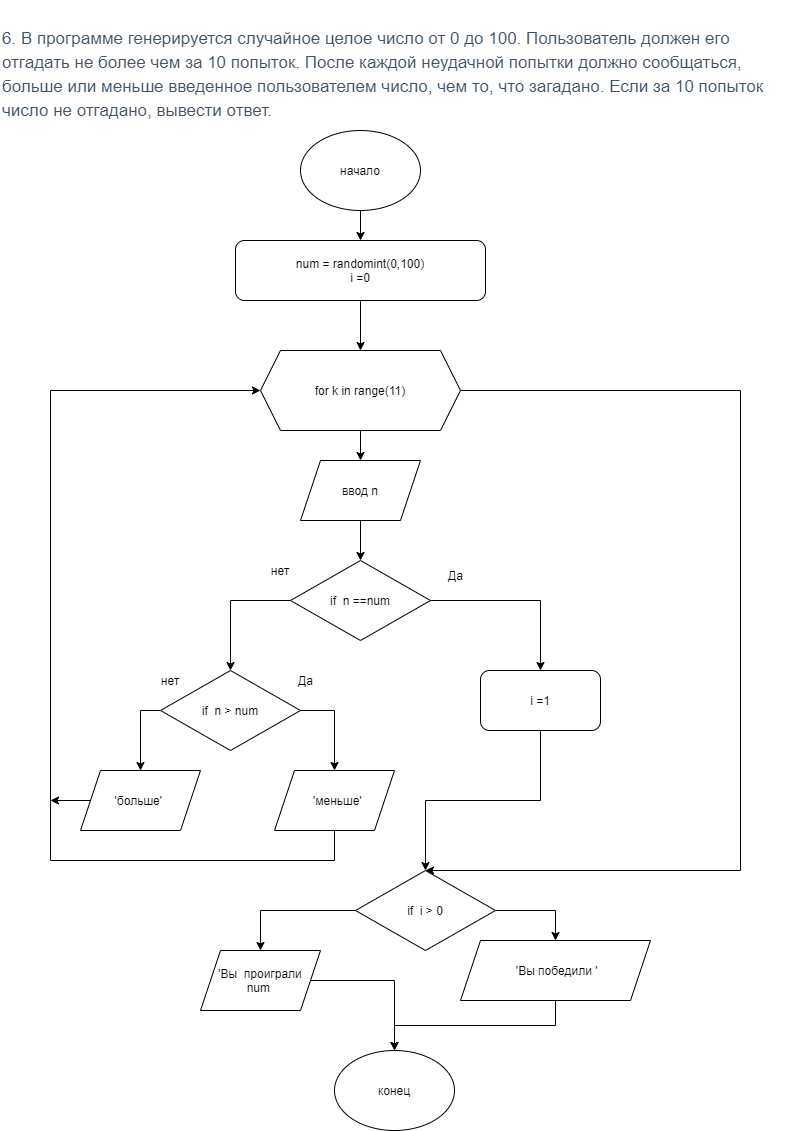 6. В программе генерируется случайное целое число от 0 до 100. Пользователь должен его
отгадать не более чем за 10 попыток. После каждой неудачной попытки должно сообщаться,
больше или меньше введенное пользователем число, чем то, что загадано. Если за 10 попыток
число не отгадано, вывести ответ.
начало
num = randomint(0,100)
i =0
for k in range(11)
ввод n
нет
Да
if n ==num
нет
Да
if n > num
i =1
'больше'
'меньше'
if i > 0
'Вы проиграли
num
'Вы победили '
конец